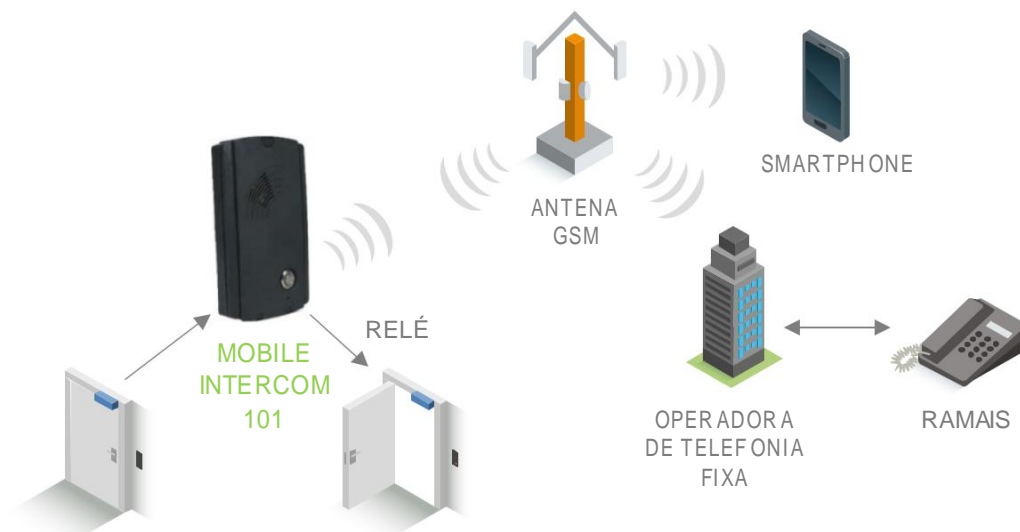 SMARTPHONE
ANTENA
GSM
RELÉ
MOBILE
INTERCOM
101
OPERADORA
DE TELEFONIA
FIXA
RAMAIS